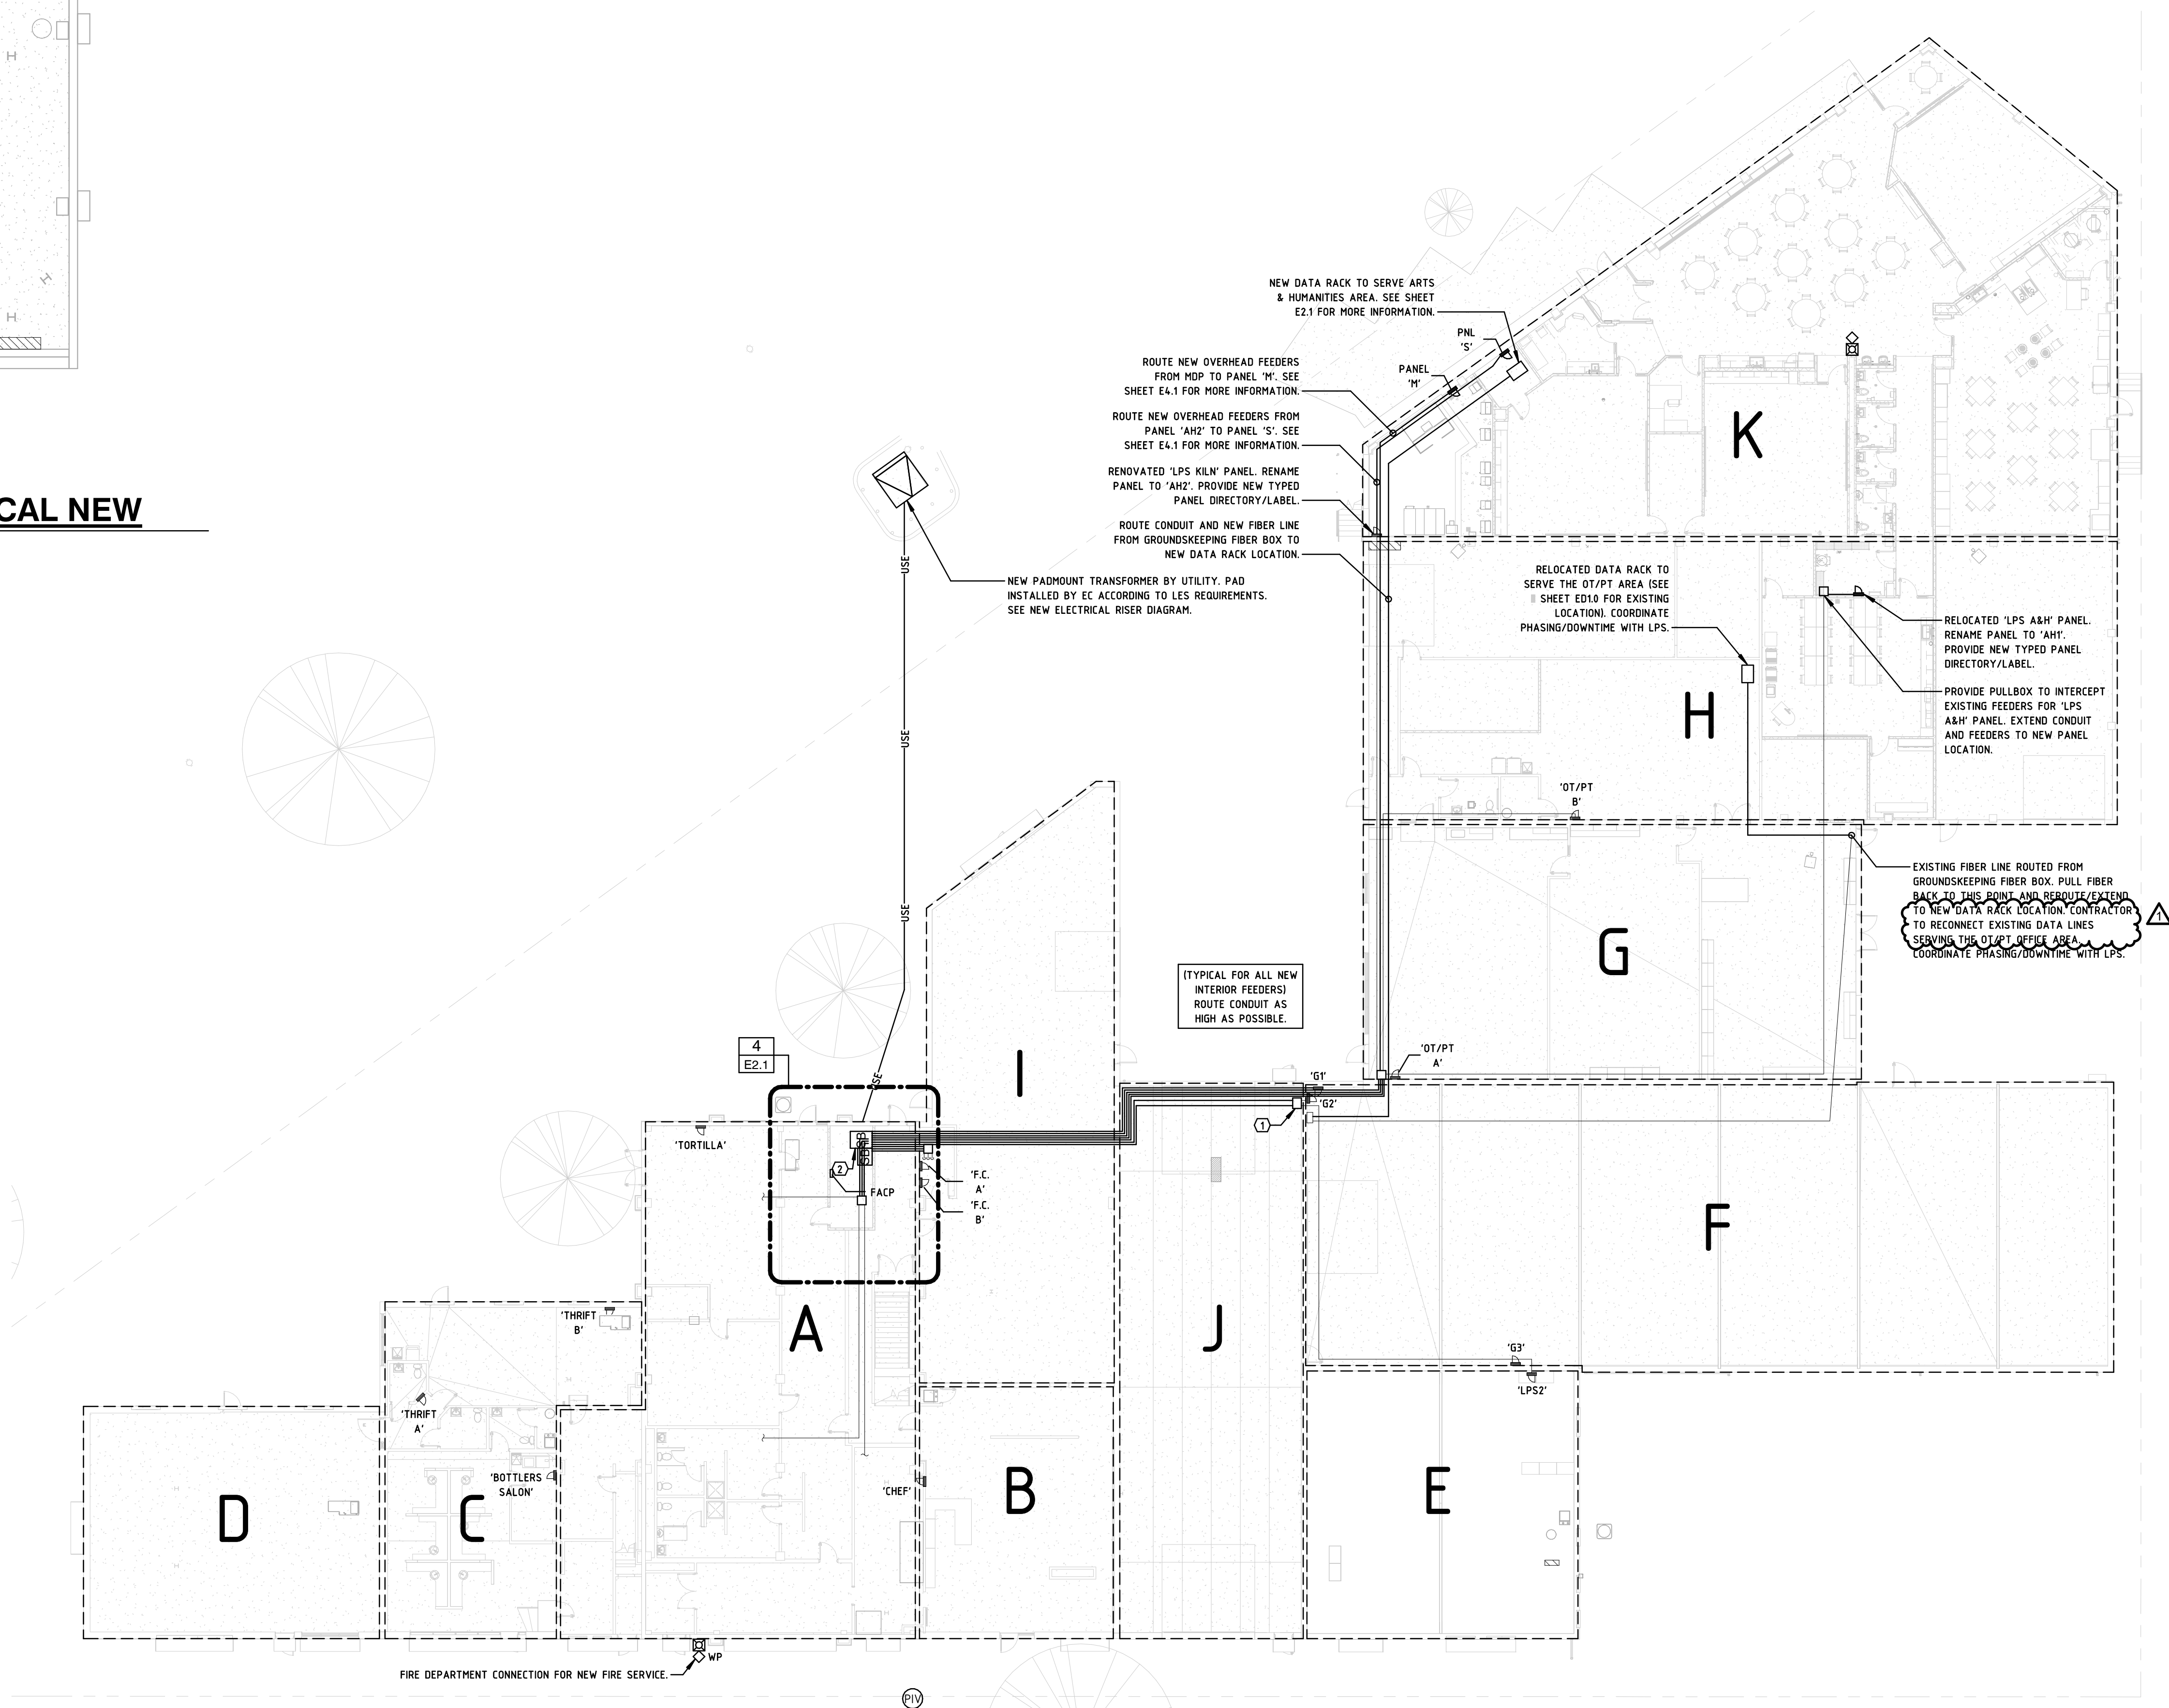 CAL NEW
NEW DATA RACK TO SERVE ARTS
& HUMANITIES AREA. SEE SHEET
E2.1 FOR MORE INFORMATION.
PNL
'S'
ROUTE NEW OVERHEAD FEEDERS
FROM MDP TO PANEL 'M'. SEE
SHEET E4.1 FOR MORE INFORMATION.
PANEL
'M'
ROUTE NEW OVERHEAD FEEDERS FROM
PANEL 'AH2' TO PANEL 'S'. SEE
SHEET E4.1 FOR MORE INFORMATION.
RENOVATED 'LPS KILN' PANEL. RENAME
PANEL TO 'AH2'. PROVIDE NEW TYPED
PANEL DIRECTORY/LABEL.
ROUTE CONDUIT AND NEW FIBER LINE
FROM GROUNDSKEEPING FIBER BOX TO
NEW DATA RACK LOCATION.
K
NEW PADMOUNT TRANSFORMER BY UTILITY. PAD
INSTALLED BY EC ACCORDING TO LES REQUIREMENTS.
SEE NEW ELECTRICAL RISER DIAGRAM.
USE
USE
USE
USE
RELOCATED DATA RACK TO
SERVE THE OT/PT AREA (SEE
SHEET ED1.0 FOR EXISTING
LOCATION). COORDINATE
PHASING/DOWNTIME WITH LPS.
RELOCATED 'LPS A&H' PANEL.
RENAME PANEL TO 'AH1'.
PROVIDE NEW TYPED PANEL
DIRECTORY/LABEL.
PROVIDE PULLBOX TO INTERCEPT
EXISTING FEEDERS FOR 'LPS
A&H' PANEL. EXTEND CONDUIT
AND FEEDERS TO NEW PANEL
LOCATION.
H
'OT/PT
B'
EXISTING FIBER LINE ROUTED FROM
GROUNDSKEEPING FIBER BOX. PULL FIBER
BACK TO THIS POINT AND REROUTE/EXTEND
TO NEW DATA RACK LOCATION. CONTRACTOR
TO RECONNECT EXISTING DATA LINES
SERVING THE OT/PT OFFICE AREA.
COORDINATE PHASING/DOWNTIME WITH LPS.
1
G
(TYPICAL FOR ALL NEW
INTERIOR FEEDERS)
ROUTE CONDUIT AS
HIGH AS POSSIBLE.
4
E2.1
I
'OT/PT
A'
'G1'
'G2'
1
'TORTILLA'
2
FACP
'F.C.
A'
'F.C.
B'
F
'THRIFT
B'
A
J
'G3'
'LPS2'
'THRIFT
A'
'BOTTLERS
SALON'
'CHEF'
D
C
B
E
WP
FIRE DEPARTMENT CONNECTION FOR NEW FIRE SERVICE.
PIV